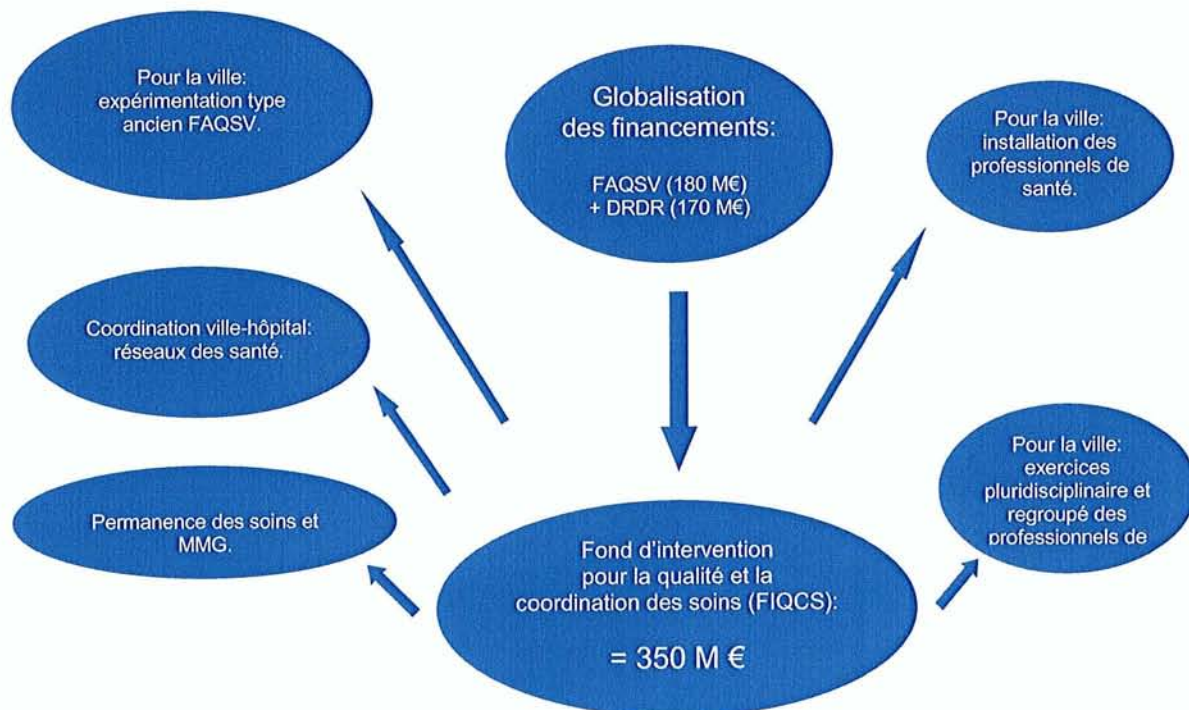 Pour la ville:
expérimentation type
ancien FAQSV.
Globalisation
des financements:
FAQSV (180 M€)
+ DRDR (170 M€)
Pour la ville:
installation des
professionnels de
santé.
Coordination ville-hôpital:
réseaux des santé.
Pour la ville:
exercices
pluridisciplinaire et
regroupé des
professionnels de
Permanence des soins et
MMG.
Fond d'intervention
pour la qualité et la
coordination des soins (FIQCS):
= 350 M €